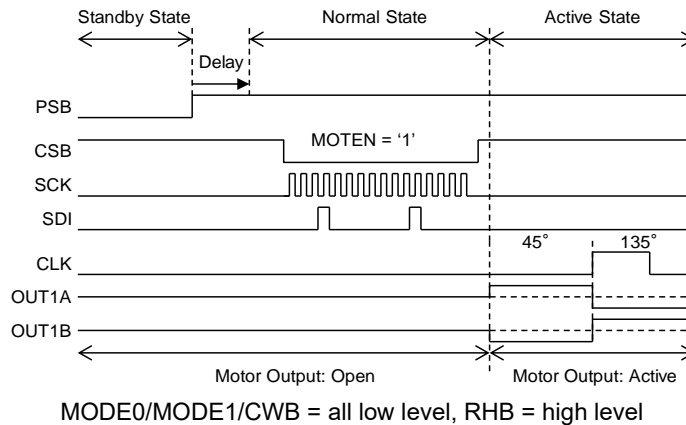 Standby State
Normal State
Active State
Delay
PSB
CSB
MOTEN = ‘1’
SCK
SDI
45°
135°
CLK
OUT1A
OUT1B
Motor Output: Open
Motor Output: Active
MODE0/MODE1/CWB = all low level, RHB = high level